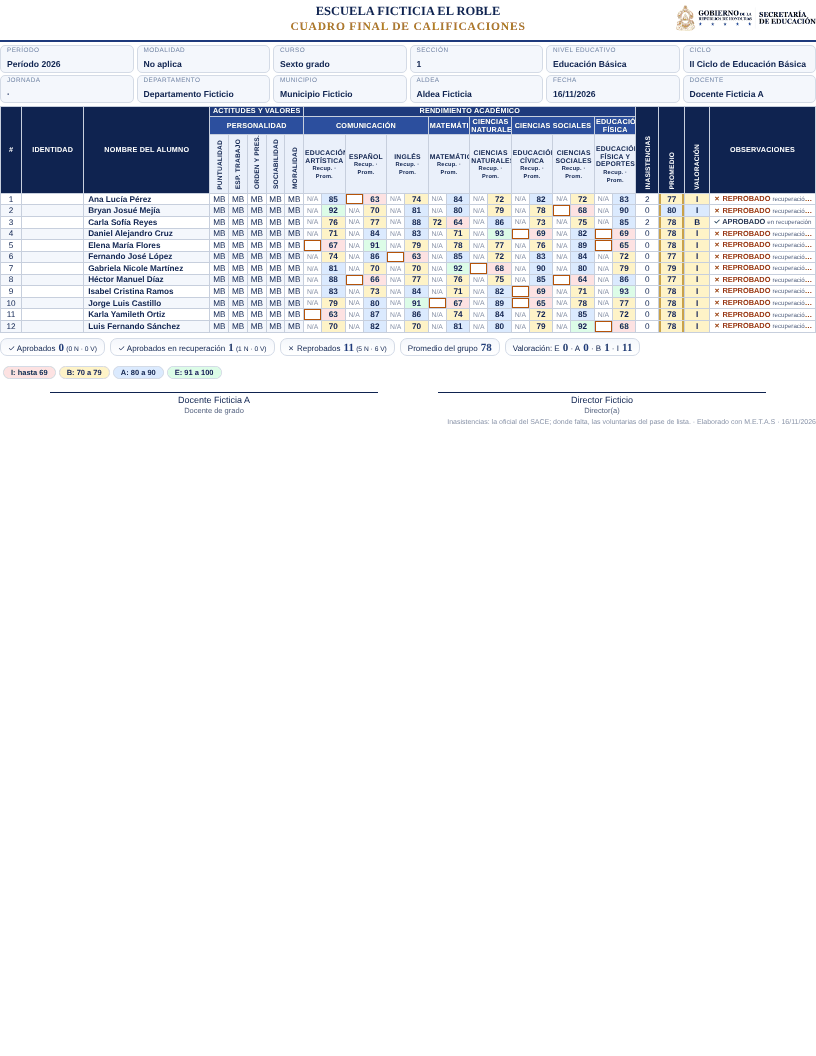 ESCUELA FICTICIA EL ROBLE
CUADRO FINAL DE CALIFICACIONES
GOBIERNO DE LA REPÚBLICA DE HONDURAS
SECRETARÍA DE EDUCACIÓN
PERÍODO MODALIDAD CURSO SECCIÓN NIVEL EDUCATIVO CICLO
Período 2026 No aplica Sexto grado 1 Educación Básica II Ciclo de Educación Básica
JORNADA DEPARTAMENTO MUNICIPIO ALDEA FECHA DOCENTE
· Departamento Ficticio Municipio Ficticio Aldea Ficticia 16/11/2026 Docente Ficticia A
ACTITUDES Y VALORES RENDIMIENTO ACADÉMICO
PERSONALIDAD COMUNICACIÓN MATEMÁTI CIENCIAS NATURALE CIENCIAS SOCIALES EDUCACIÓ FÍSICA
# IDENTIDAD NOMBRE DEL ALUMNO PUNTUALIDAD ESP. TRABAJO ORDEN Y PRES. SOCIABILIDAD MORALIDAD EDUCACIÓN ARTÍSTICA Recup. · Prom. ESPAÑOL Recup. · Prom. INGLÉS Recup. · Prom. MATEMÁTIC Recup. · Prom. CIENCIAS NATURALES Recup. · Prom. EDUCACIÓN CÍVICA Recup. · Prom. CIENCIAS SOCIALES Recup. · Prom. EDUCACIÓN FÍSICA Y DEPORTES Recup. · Prom. INASISTENCIAS PROMEDIO VALORACIÓN OBSERVACIONES
1 Ana Lucía Pérez MB MB MB MB MB N/A 85 63 N/A 74 N/A 84 N/A 72 N/A 82 N/A 72 N/A 83 2 77 I × REPROBADO recuperació...
2 Bryan Josué Mejía MB MB MB MB MB N/A 92 N/A 70 N/A 81 N/A 80 N/A 79 N/A 78 68 N/A 90 0 80 I × REPROBADO recuperació...
3 Carla Sofía Reyes MB MB MB MB MB N/A 76 N/A 77 N/A 88 72 64 N/A 86 N/A 73 N/A 75 N/A 85 2 78 B ✓ APROBADO en recuperación
4 Daniel Alejandro Cruz MB MB MB MB MB N/A 71 N/A 84 N/A 83 N/A 71 N/A 93 69 N/A 82 69 0 78 I × REPROBADO recuperació...
5 Elena María Flores MB MB MB MB MB 67 N/A 91 N/A 79 N/A 78 N/A 77 N/A 76 N/A 89 65 0 78 I × REPROBADO recuperació...
6 Fernando José López MB MB MB MB MB N/A 74 N/A 86 63 N/A 85 N/A 72 N/A 83 N/A 84 N/A 72 0 77 I × REPROBADO recuperació...
7 Gabriela Nicole Martínez MB MB MB MB MB N/A 81 N/A 70 N/A 70 N/A 92 68 N/A 90 N/A 80 N/A 79 0 79 I × REPROBADO recuperació...
8 Héctor Manuel Díaz MB MB MB MB MB N/A 88 66 N/A 77 N/A 76 N/A 75 N/A 85 64 N/A 86 0 77 I × REPROBADO recuperació...
9 Isabel Cristina Ramos MB MB MB MB MB N/A 83 N/A 73 N/A 84 N/A 71 N/A 82 69 N/A 71 N/A 93 0 78 I × REPROBADO recuperació...
10 Jorge Luis Castillo MB MB MB MB MB N/A 79 N/A 80 N/A 91 67 N/A 89 65 N/A 78 N/A 77 0 78 I × REPROBADO recuperació...
11 Karla Yamileth Ortiz MB MB MB MB MB 63 N/A 87 N/A 86 N/A 74 N/A 84 N/A 72 N/A 85 N/A 72 0 78 I × REPROBADO recuperació...
12 Luis Fernando Sánchez MB MB MB MB MB N/A 70 N/A 82 N/A 70 N/A 81 N/A 80 N/A 79 N/A 92 68 0 78 I × REPROBADO recuperació...
✓ Aprobados 0 (0 N · 0 V) ✓ Aprobados en recuperación 1 (1 N · 0 V) × Reprobados 11 (5 N · 6 V) Promedio del grupo 78 Valoración: E 0 · A 0 · B 1 · I 11
I: hasta 69 B: 70 a 79 A: 80 a 90 E: 91 a 100
Docente Ficticia A Director Ficticio
Docente de grado Director(a)
Inasistencias: la oficial del SACE; donde falta, las voluntarias del pase de lista. · Elaborado con M.E.T.A.S · 16/11/2026